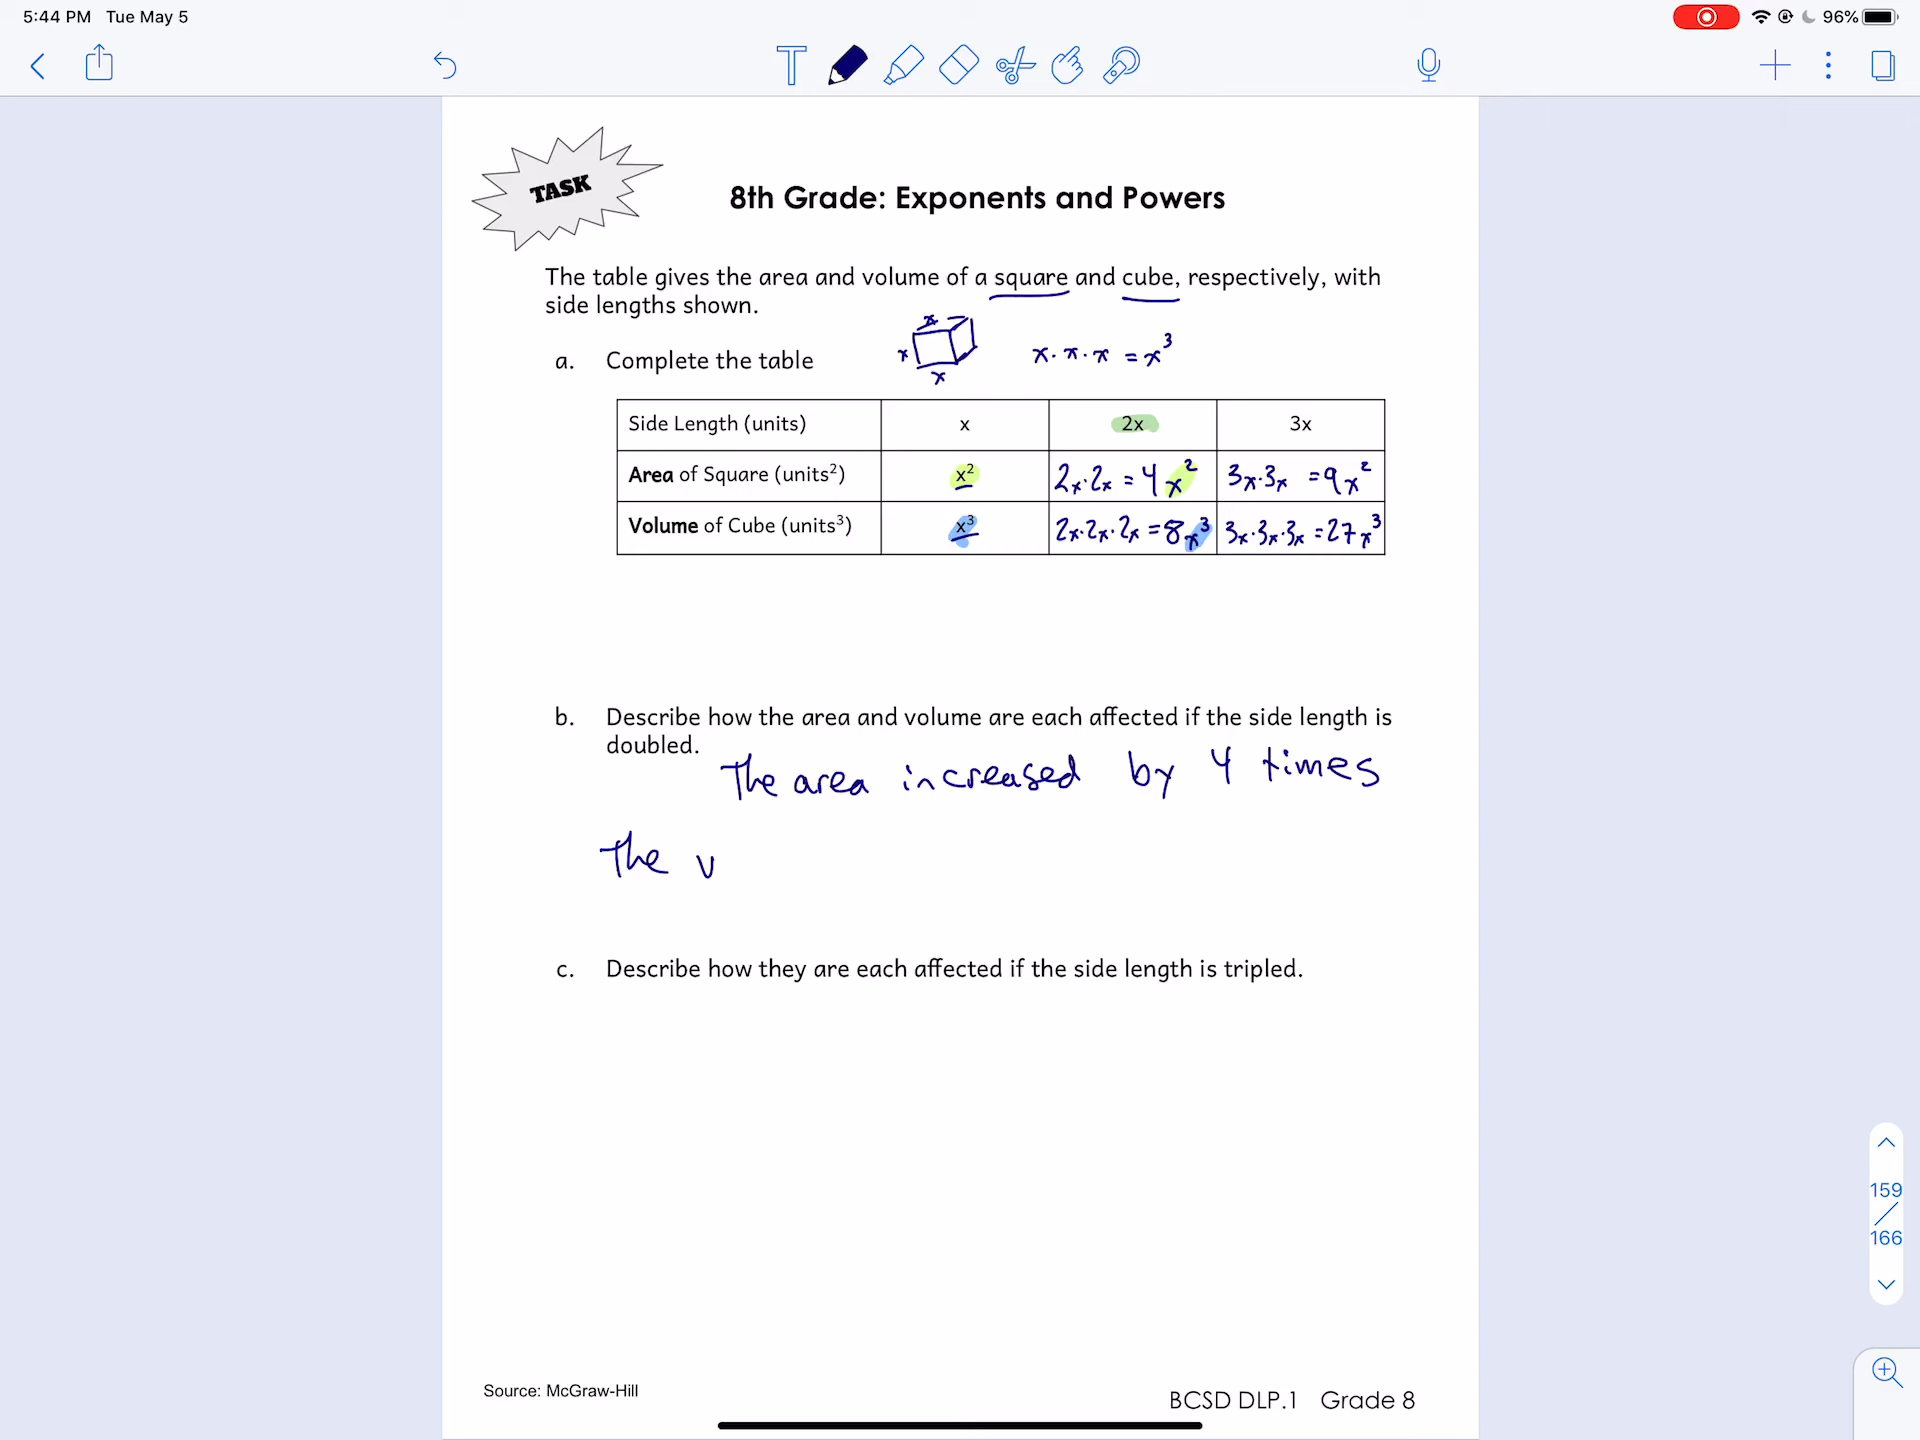 5:44 PM Tue May 5
96%
TASK
8th Grade: Exponents and Powers
The table gives the area and volume of a square and cube, respectively, with
side lengths shown.
x
x
x
x · x · x = x³
a. Complete the table
Side Length (units) x 2x 3x
Area of Square (units²) x² 2x·2x = 4x² 3x·3x = 9x²
Volume of Cube (units³) x³ 2x·2x·2x = 8x³ 3x·3x·3x = 27x³
b. Describe how the area and volume are each affected if the side length is
doubled.
The area increased by 4 times
The v
c. Describe how they are each affected if the side length is tripled.
159
/
166
Source: McGraw-Hill
BCSD DLP.1 Grade 8